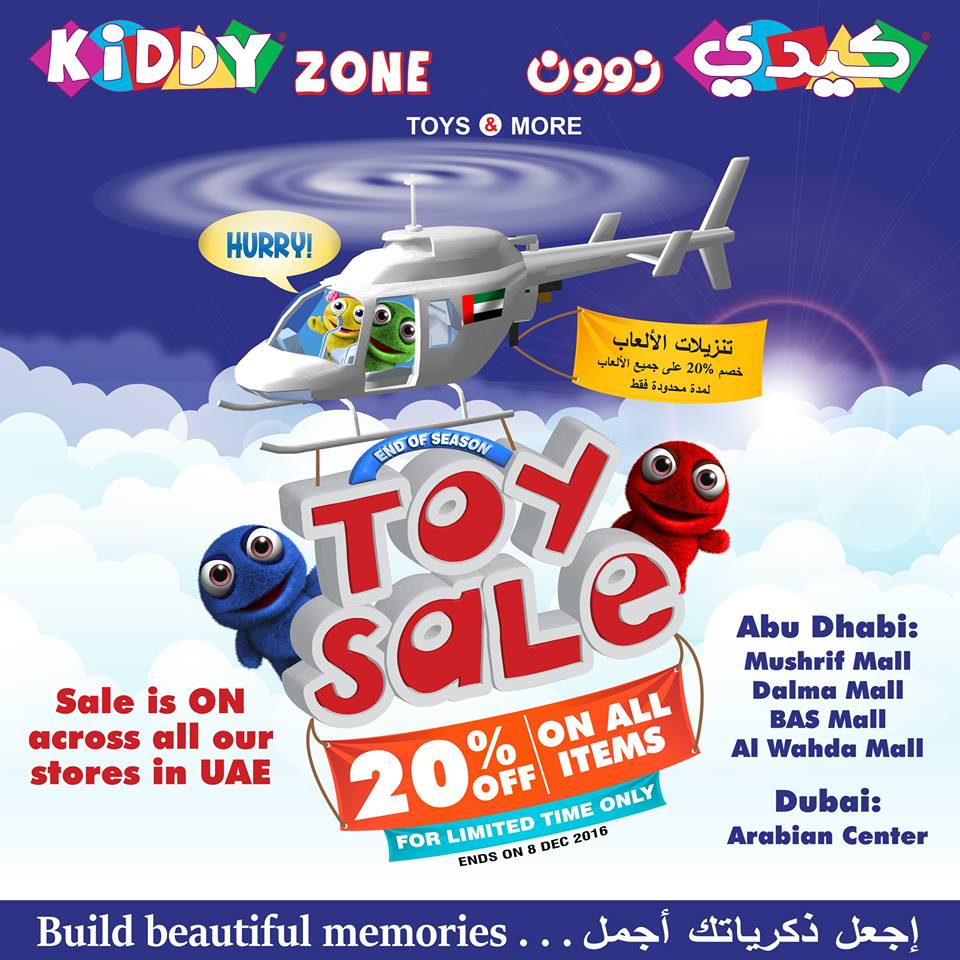 KiDDY ZONE
كيدي زوون
TOYS & MORE
HURRY!
تنزيلات الألعاب
خصم 20% على جميع الألعاب
لمدة محدودة فقط
END OF SEASON
TOY
SaLe
20% OFF ON ALL ITEMS
FOR LIMITED TIME ONLY
ENDS ON 8 DEC 2016
Sale is ON
across all our
stores in UAE
Abu Dhabi:
Mushrif Mall
Dalma Mall
BAS Mall
Al Wahda Mall
Dubai:
Arabian Center
Build beautiful memories . . . إجعل ذكرياتك أجمل